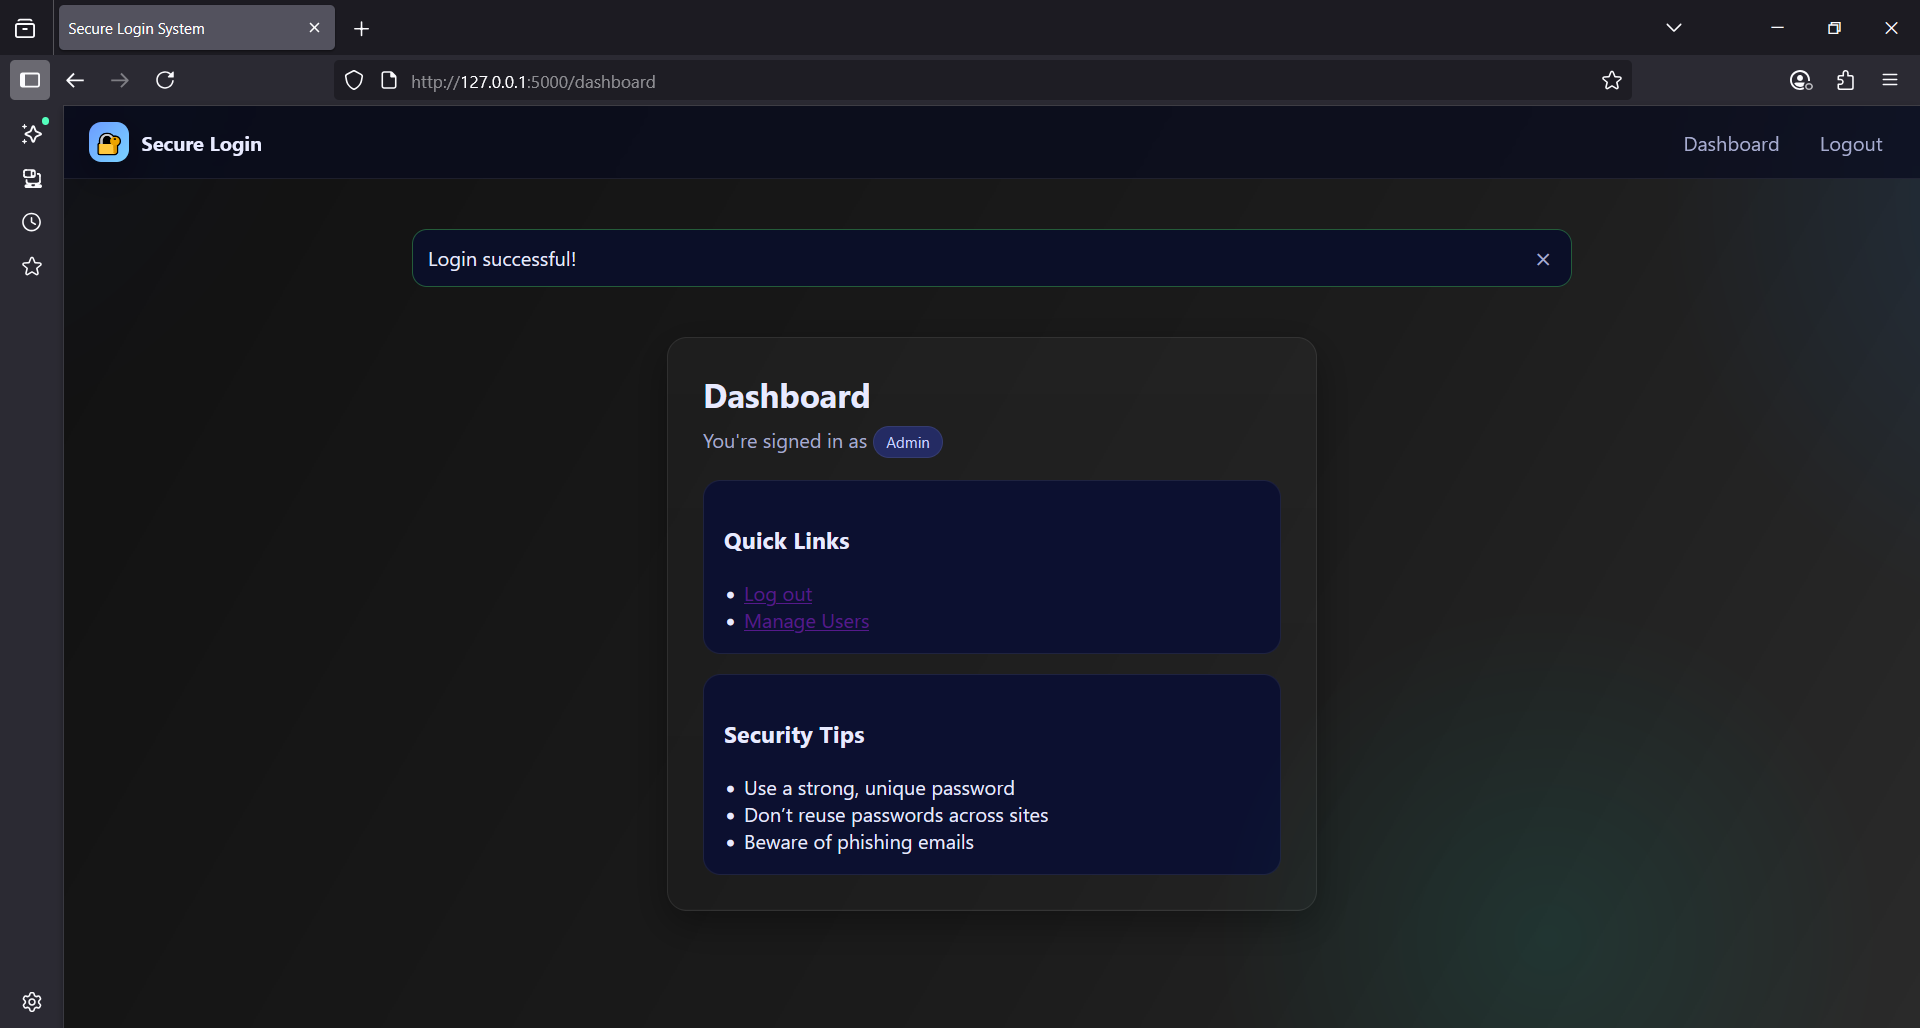 Secure Login System
http://127.0.0.1:5000/dashboard
Secure Login
Dashboard
Logout
Login successful!
Dashboard
You're signed in as Admin
Quick Links
Log out
Manage Users
Security Tips
Use a strong, unique password
Don’t reuse passwords across sites
Beware of phishing emails